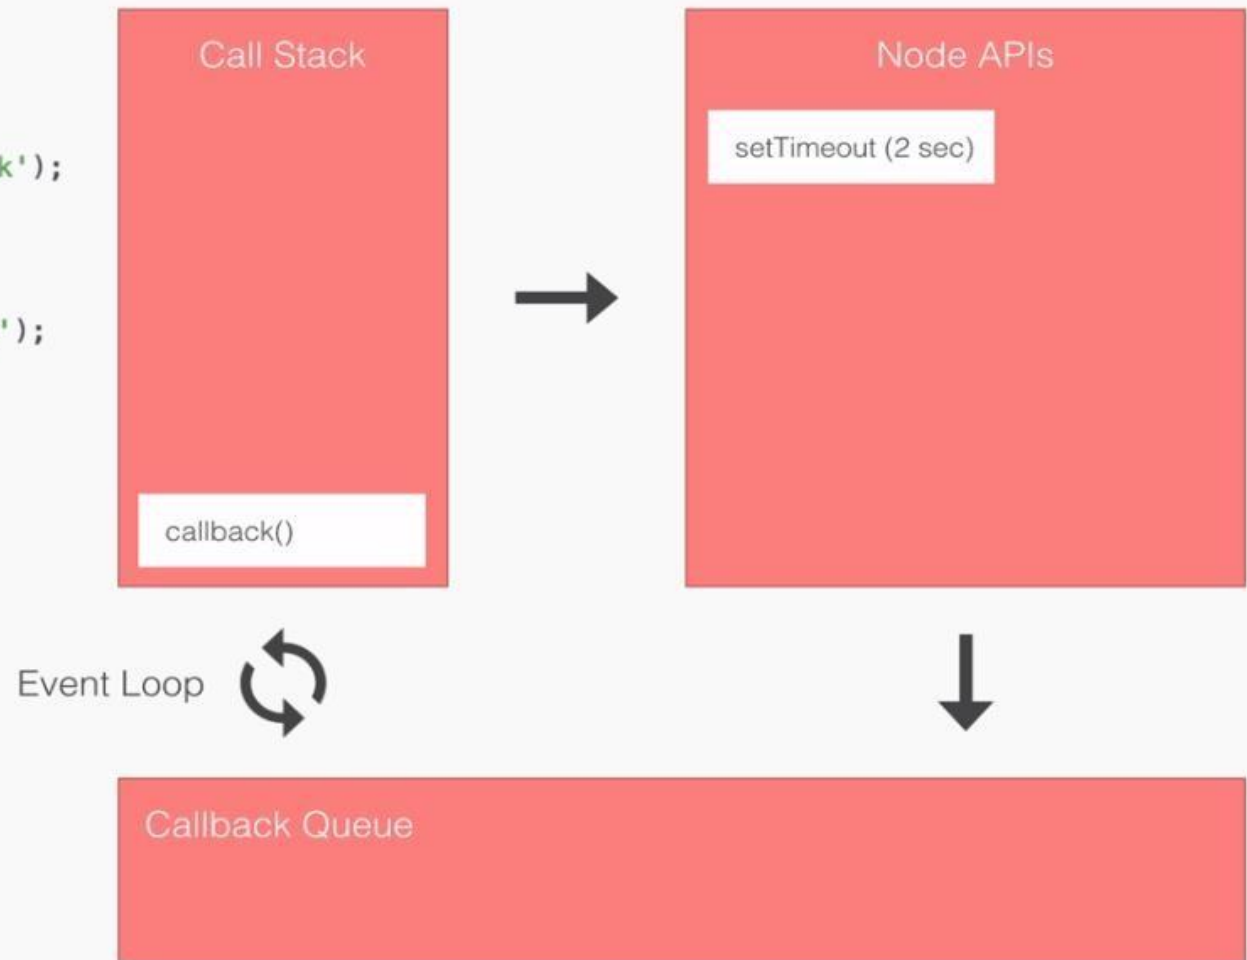 Call Stack
Node APIs
k');
setTimeout (2 sec)
');
callback()
Event Loop
Callback Queue